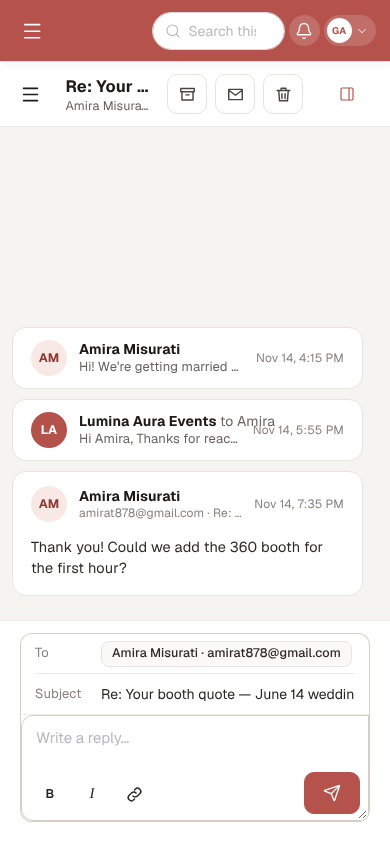 Search this
GA
Re: Your ...
Amira Misura...
AM
Amira Misurati
Hi! We're getting married ...
Nov 14, 4:15 PM
LA
Lumina Aura Events to Amira
Hi Amira, Thanks for reac...
Nov 14, 5:55 PM
AM
Amira Misurati
amirat878@gmail.com · Re: ...
Nov 14, 7:35 PM
Thank you! Could we add the 360 booth for
the first hour?
To
Amira Misurati · amirat878@gmail.com
Subject
Re: Your booth quote — June 14 weddin
Write a reply...
B
I